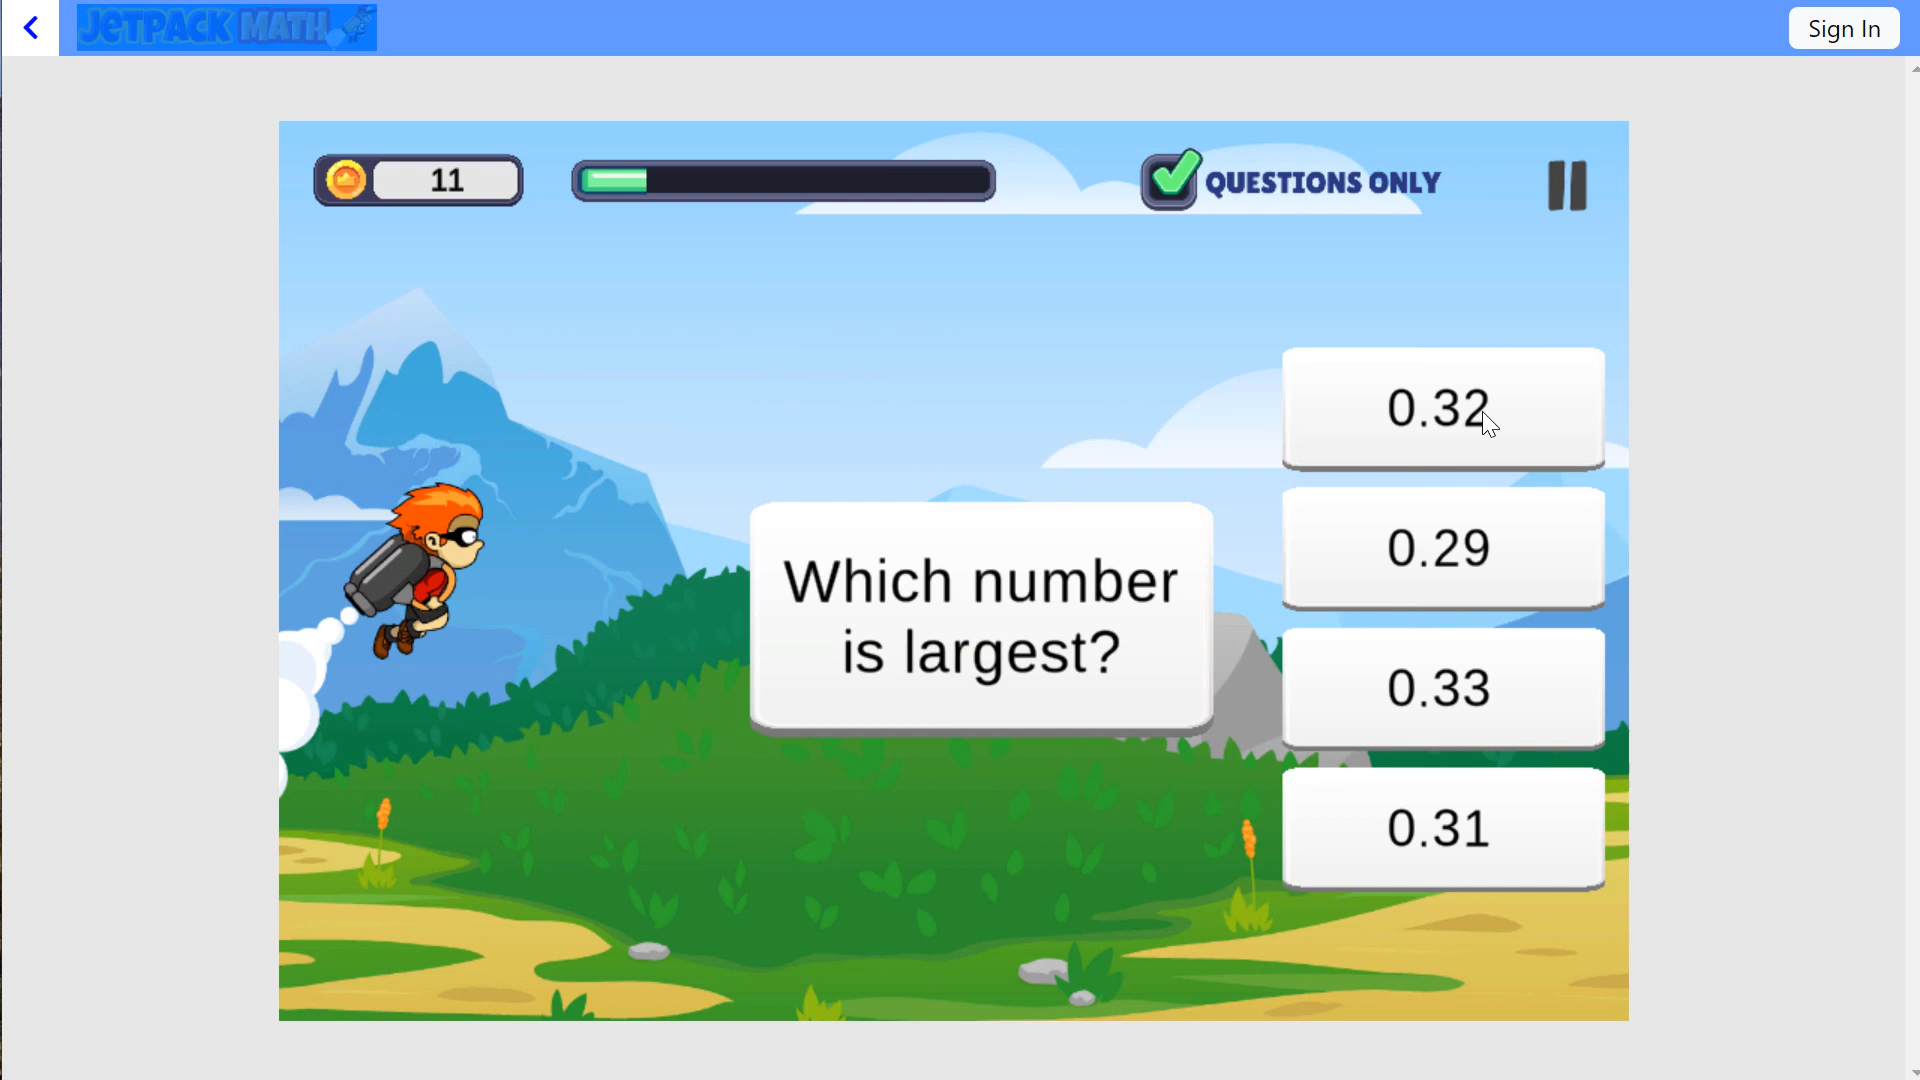 JETPACK MATH
Sign In
11
QUESTIONS ONLY
Which number
is largest?
0.32
0.29
0.33
0.31